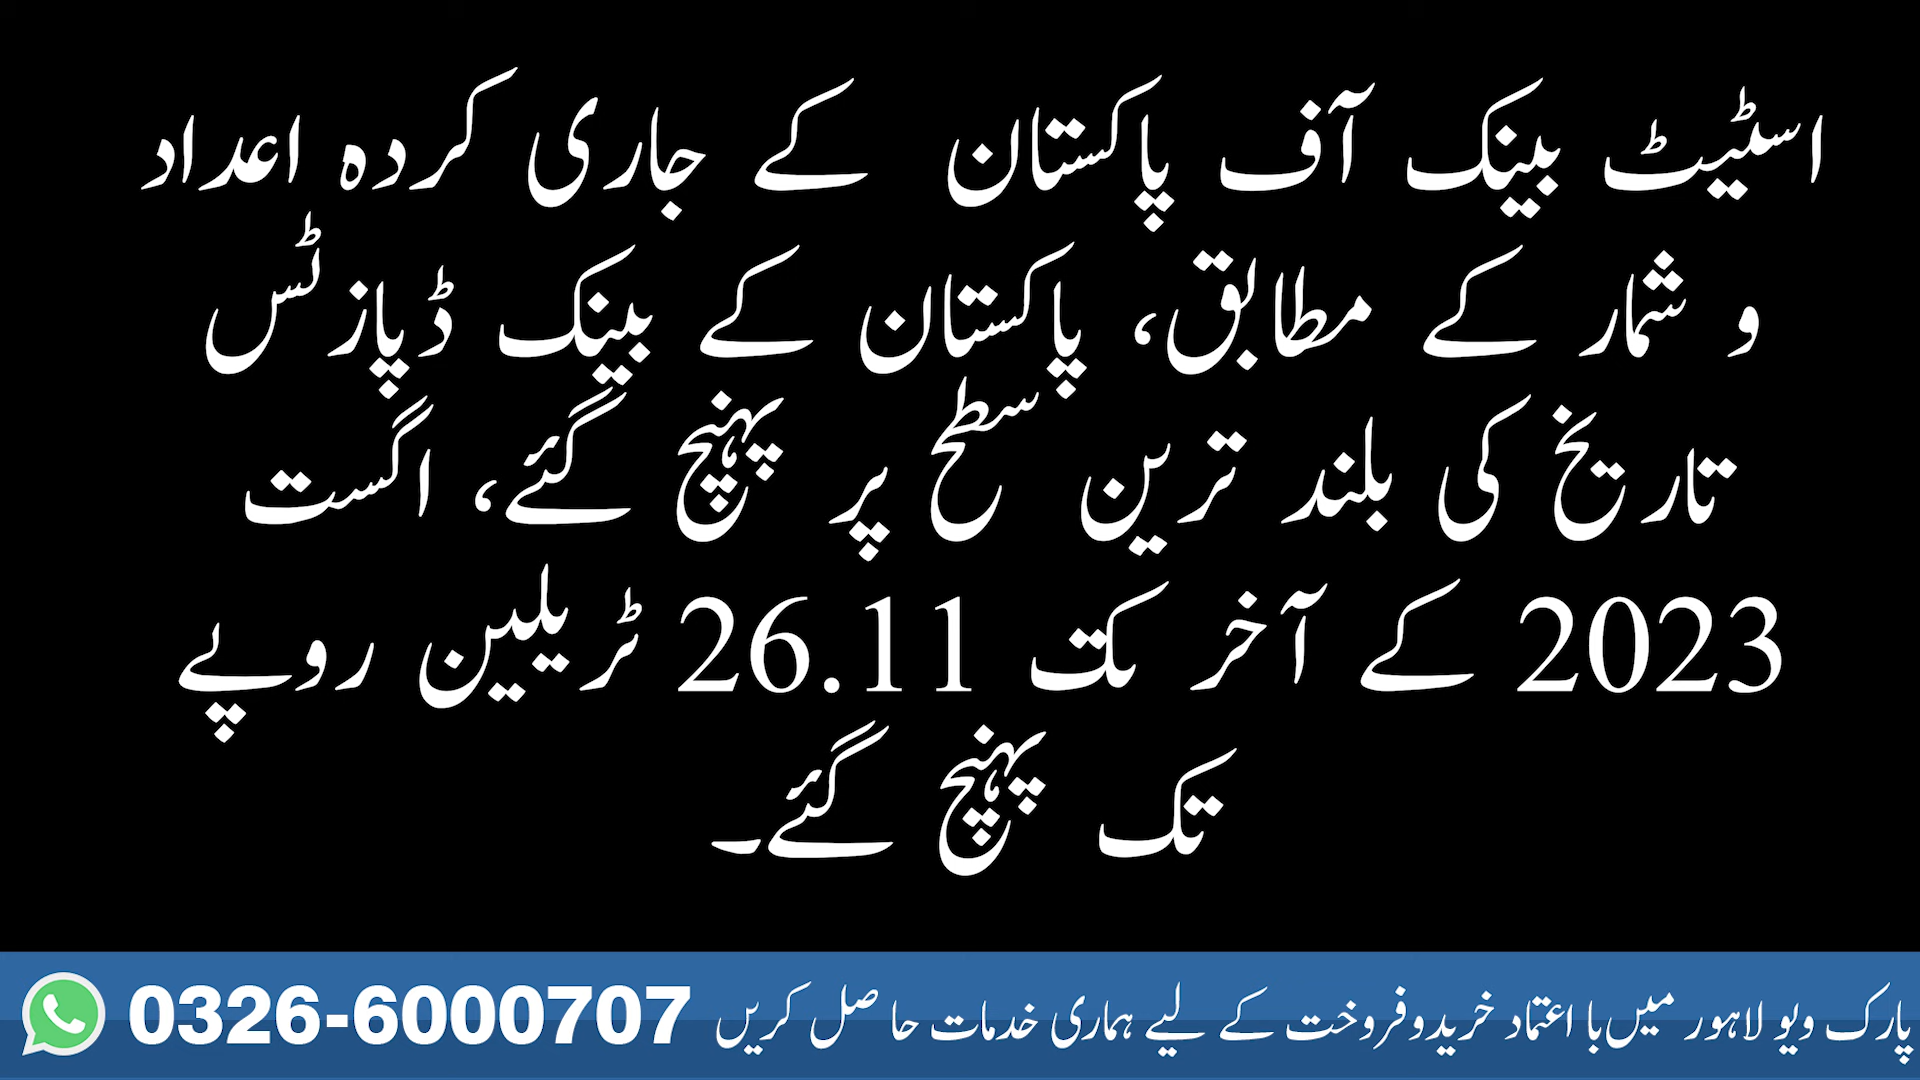 اسٹیٹ بینک آف پاکستان کے جاری کردہ اعداد
و شمار کے مطابق، پاکستان کے بینک ڈپازٹس
تاریخ کی بلند ترین سطح پر پہنچ گئے، اگست
2023 کے آخر تک 26.11 ٹریلین روپے
تک پہنچ گئے۔
پارک ویو لاہور میں با اعتماد خریدوفروخت کے لیے ہماری خدمات حاصل کریں 0326-6000707